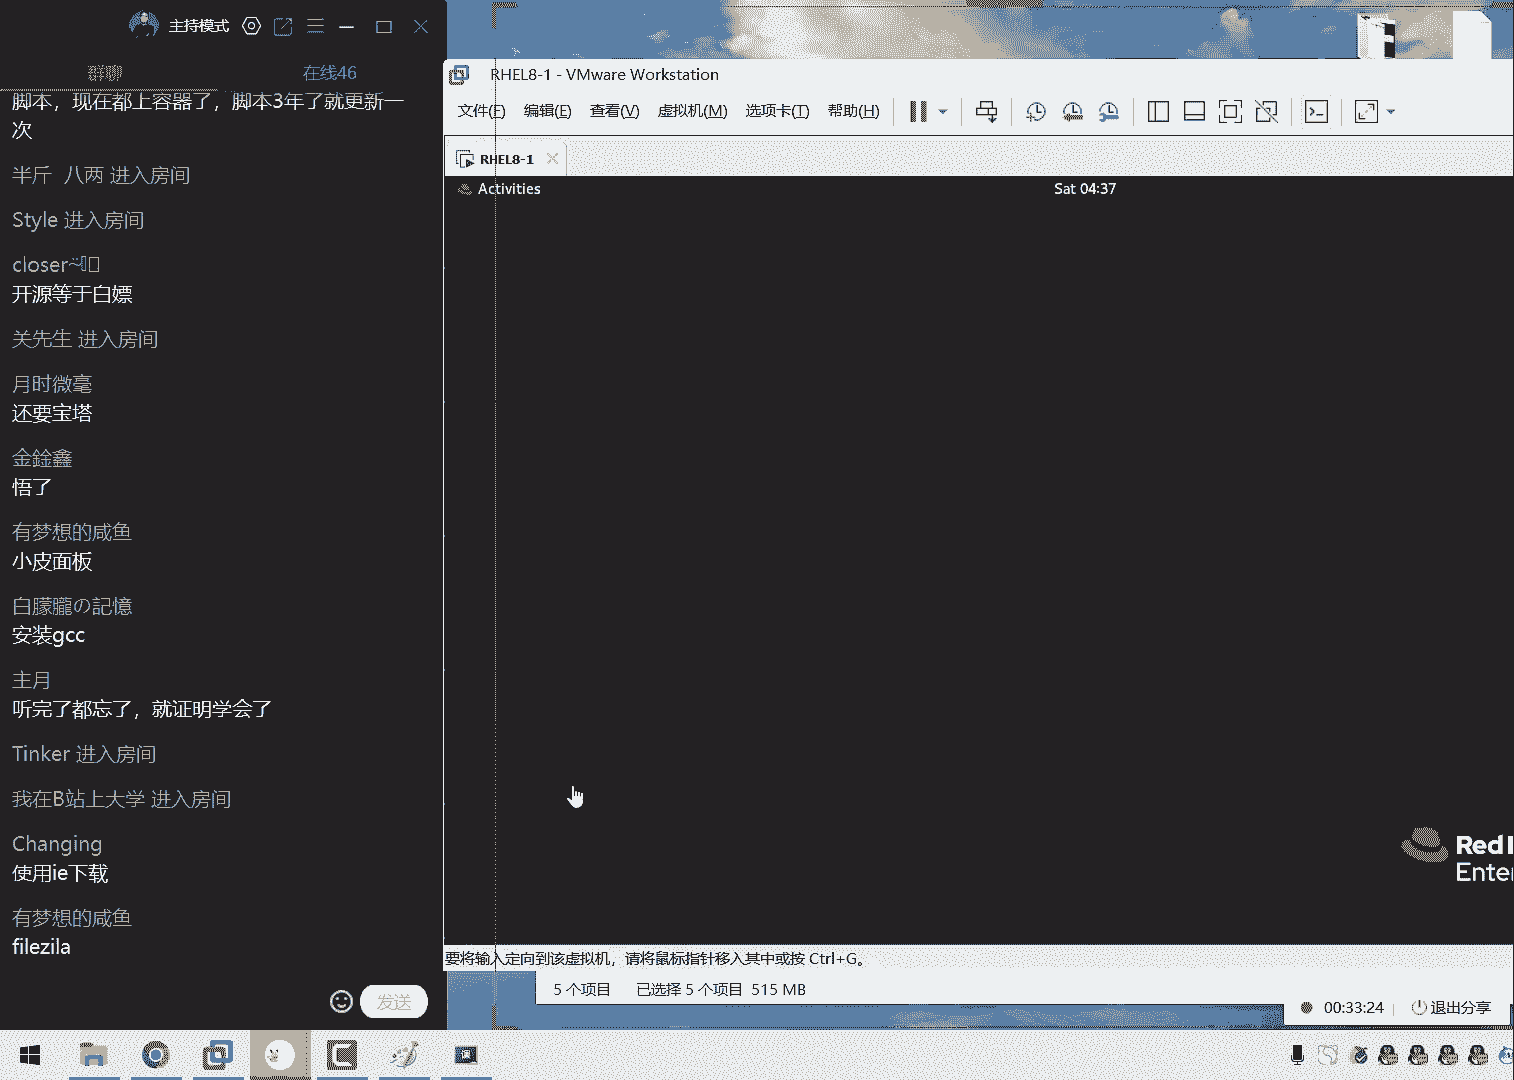 主持模式
群聊
在线46
脚本，现在都上容器了，脚本3年了就更新一
次
半斤 八两 进入房间
Style 进入房间
closer
开源等于白嫖
关先生 进入房间
月时微毫
还要宝塔
金鍂鑫
悟了
有梦想的咸鱼
小皮面板
白朦朧の記憶
安装gcc
主月
听完了都忘了，就证明学会了
Tinker 进入房间
我在B站上大学 进入房间
Changing
使用ie下载
有梦想的咸鱼
filezila
发送
RHEL8-1 - VMware Workstation
文件(F) 编辑(E) 查看(V) 虚拟机(M) 选项卡(T) 帮助(H)
RHEL8-1
Activities
Sat 04:37
Red
Enter
要将输入定向到该虚拟机，请将鼠标指针移入其中或按 Ctrl+G。
5 个项目 已选择 5 个项目 515 MB
00:33:24 退出分享